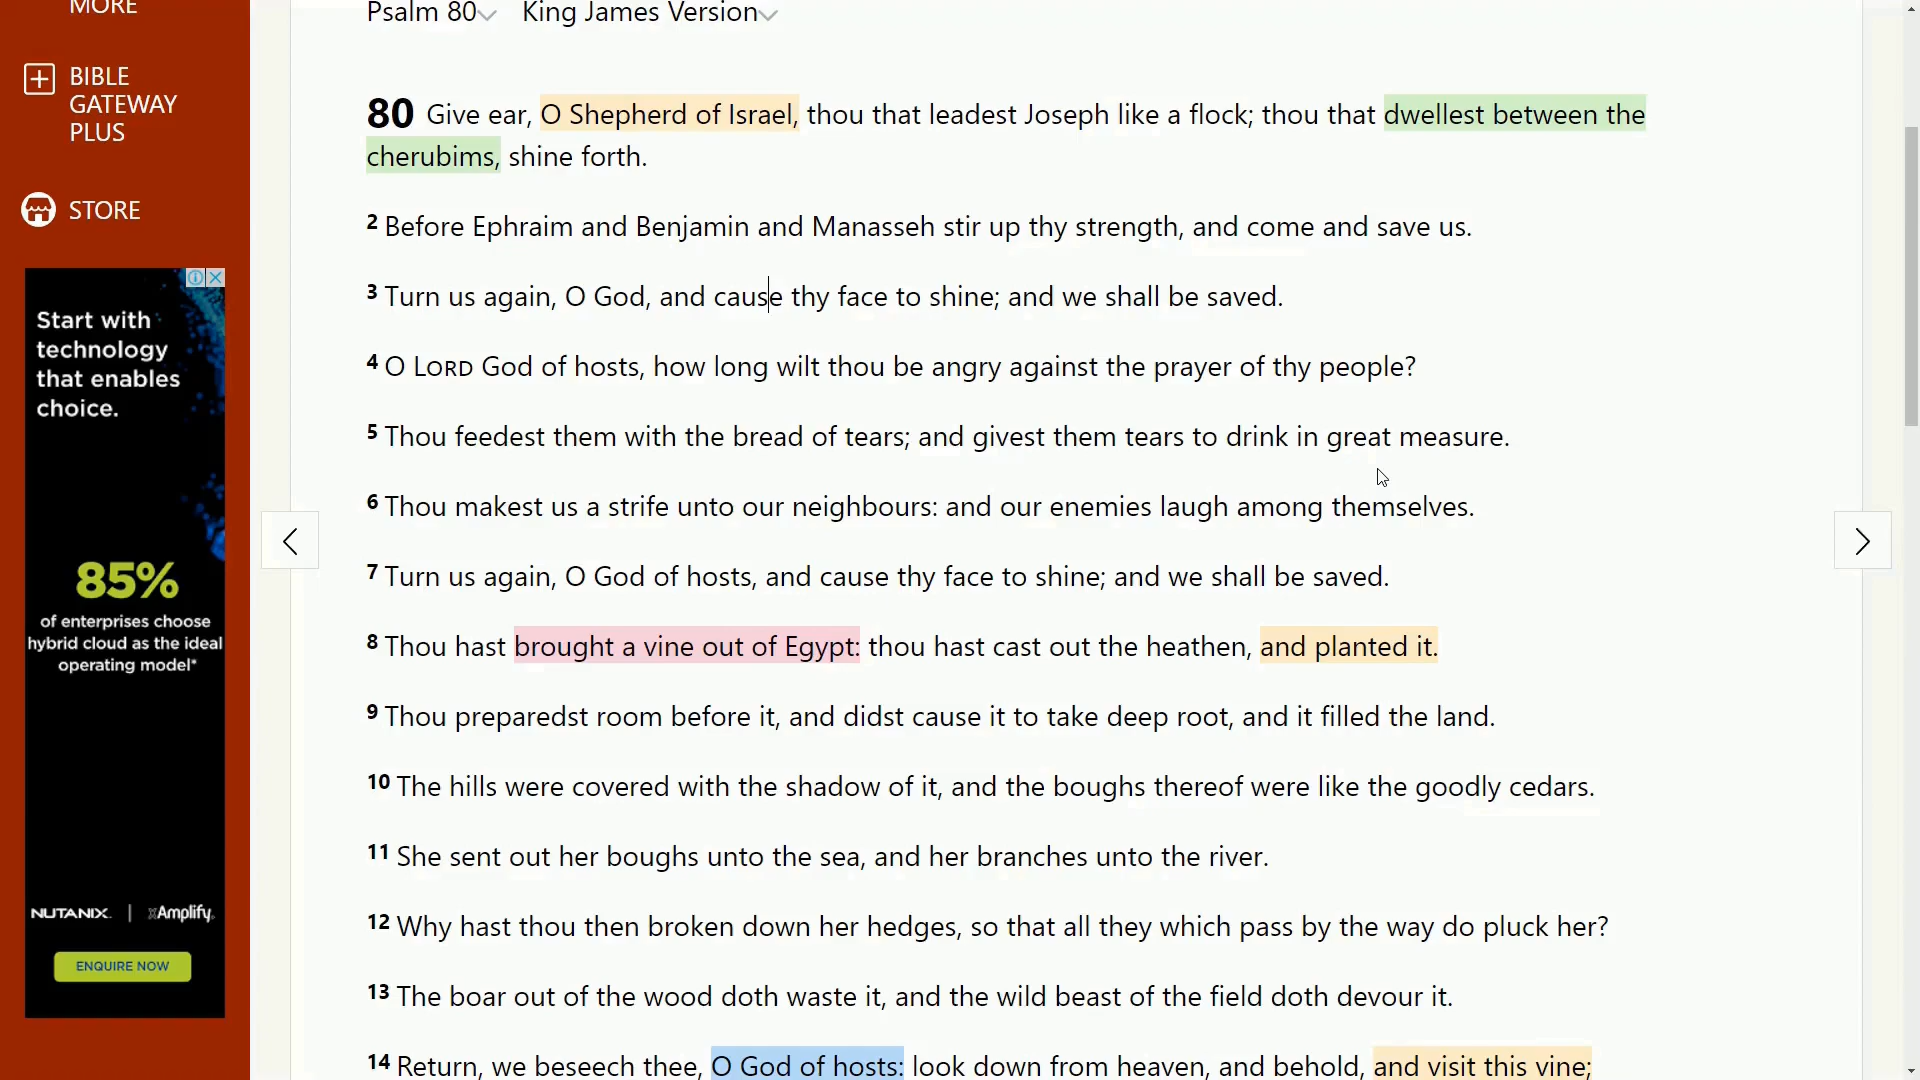 MORE
BIBLE
GATEWAY
PLUS
STORE
Start with
technology
that enables
choice.
85%
of enterprises choose
hybrid cloud as the ideal
operating model*
NUTANIX. | xAmplify.
ENQUIRE NOW
Psalm 80 King James Version
80 Give ear, O Shepherd of Israel, thou that leadest Joseph like a flock; thou that dwellest between the
cherubims, shine forth.
2 Before Ephraim and Benjamin and Manasseh stir up thy strength, and come and save us.
3 Turn us again, O God, and cause thy face to shine; and we shall be saved.
4 O LORD God of hosts, how long wilt thou be angry against the prayer of thy people?
5 Thou feedest them with the bread of tears; and givest them tears to drink in great measure.
6 Thou makest us a strife unto our neighbours: and our enemies laugh among themselves.
7 Turn us again, O God of hosts, and cause thy face to shine; and we shall be saved.
8 Thou hast brought a vine out of Egypt: thou hast cast out the heathen, and planted it.
9 Thou preparedst room before it, and didst cause it to take deep root, and it filled the land.
10 The hills were covered with the shadow of it, and the boughs thereof were like the goodly cedars.
11 She sent out her boughs unto the sea, and her branches unto the river.
12 Why hast thou then broken down her hedges, so that all they which pass by the way do pluck her?
13 The boar out of the wood doth waste it, and the wild beast of the field doth devour it.
14 Return, we beseech thee, O God of hosts: look down from heaven, and behold, and visit this vine;